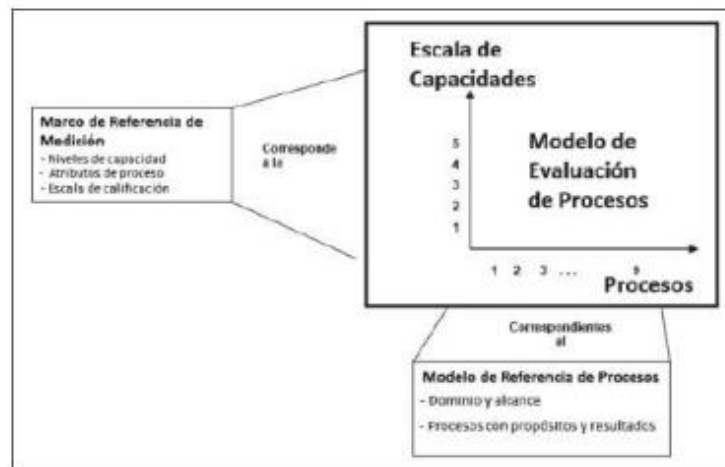 Escala de
Capacidades
Marco de Referencia de
Medición
- Niveles de capacidad
- Atributos de proceso
- Escala de calificación
Corresponde
a la
5
4
3
2
1
Modelo de
Evaluación
de Procesos
1 2 3 ... 9
Procesos
Correspondientes
al
Modelo de Referencia de Procesos
- Dominio y alcance
- Procesos con propósitos y resultados